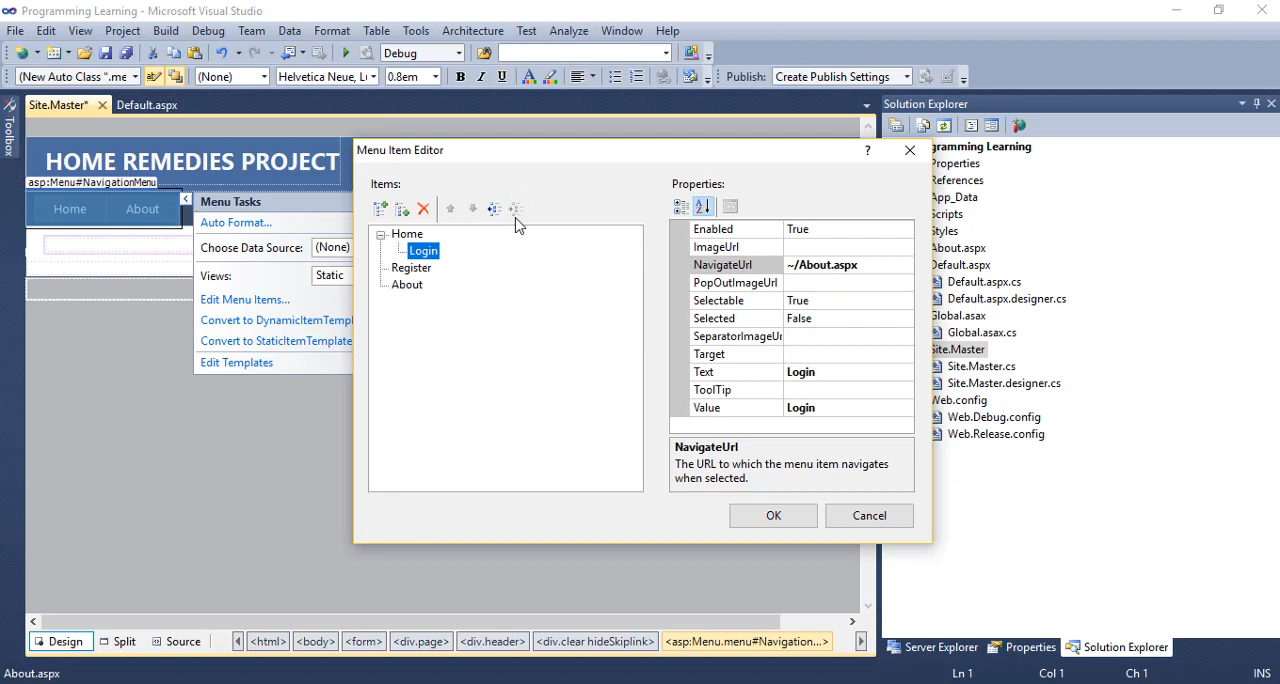 Programming Learning - Microsoft Visual Studio
File Edit View Project Build Debug Team Data Format Table Tools Architecture Test Analyze Window Help
Debug
(New Auto Class ".me (None) Helvetica Neue, L 0.8em B I U A Publish: Create Publish Settings
Site.Master* Default.aspx
Toolbox
HOME REMEDIES PROJECT
asp:Menu#NavigationMenu
Home About
Menu Tasks
Auto Format...
Choose Data Source: (None)
Views: Static
Edit Menu Items...
Convert to DynamicItemTempl
Convert to StaticItemTemplate
Edit Templates
Menu Item Editor ?
Items:
Home
Login
Register
About
Properties:
Enabled True
ImageUrl
NavigateUrl ~/About.aspx
PopOutImageUrl
Selectable True
Selected False
SeparatorImageUr
Target
Text Login
ToolTip
Value Login
NavigateUrl
The URL to which the menu item navigates
when selected.
OK Cancel
Solution Explorer
gramming Learning
Properties
References
App_Data
Scripts
Styles
About.aspx
Default.aspx
Default.aspx.cs
Default.aspx.designer.cs
Global.asax
Global.asax.cs
Site.Master
Site.Master.cs
Site.Master.designer.cs
Web.config
Web.Debug.config
Web.Release.config
Server Explorer Properties Solution Explorer
Design Split Source <html> <body> <form> <div.page> <div.header> <div.clear hideSkiplink> <asp:Menu.menu#Navigation...>
About.aspx Ln 1 Col 1 Ch 1 INS